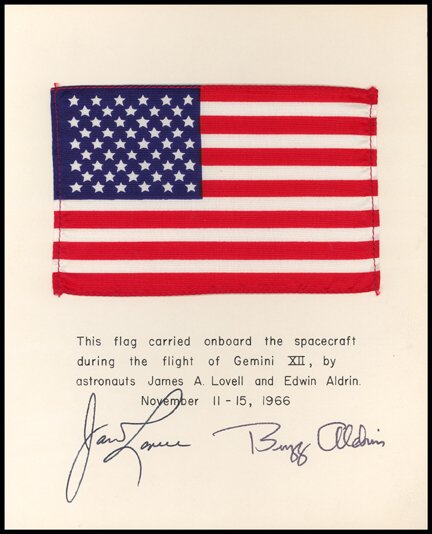 This flag carried onboard the spacecraft
during the flight of Gemini XII, by
astronauts James A. Lovell and Edwin Aldrin.
November 11-15, 1966
James Lovell Buzz Aldrin